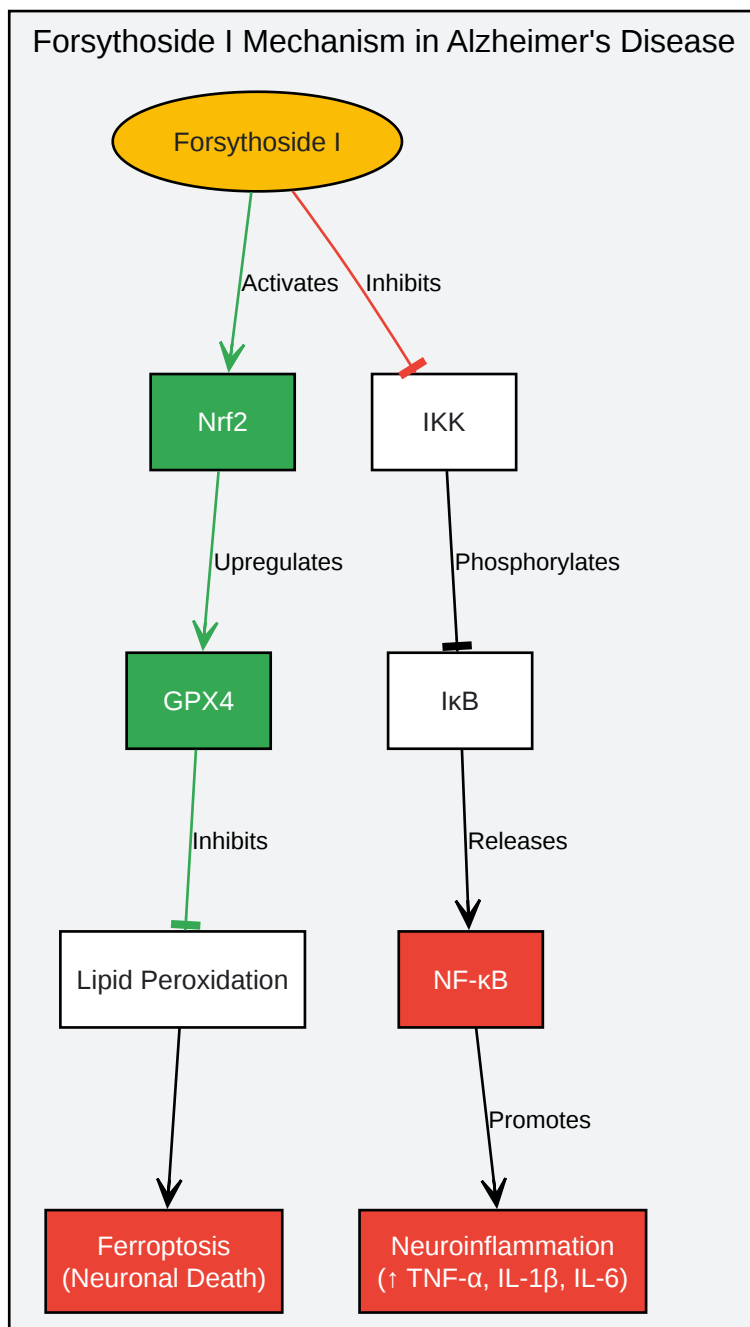 Forsythoside I Mechanism in Alzheimer's Disease
Forsythoside I
Activates
Inhibits
Nrf2
IKK
Upregulates
Phosphorylates
GPX4
IκB
Inhibits
Releases
Lipid Peroxidation
NF-κB
Promotes
Ferroptosis
(Neuronal Death)
Neuroinflammation
(↑ TNF-α, IL-1β, IL-6)